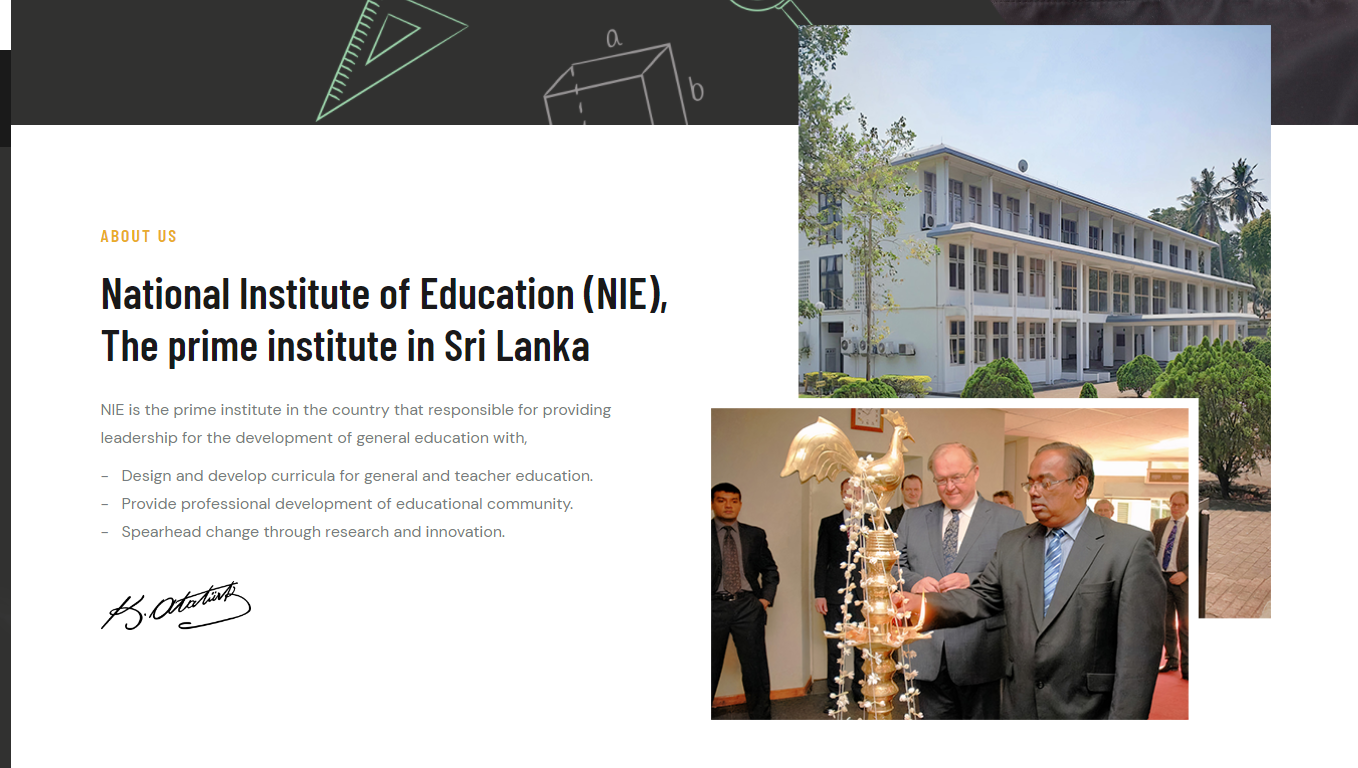 a
b
ABOUT US
National Institute of Education (NIE),
The prime institute in Sri Lanka
NIE is the prime institute in the country that responsible for providing
leadership for the development of general education with,
- Design and develop curricula for general and teacher education.
- Provide professional development of educational community.
- Spearhead change through research and innovation.
K. Atatürk